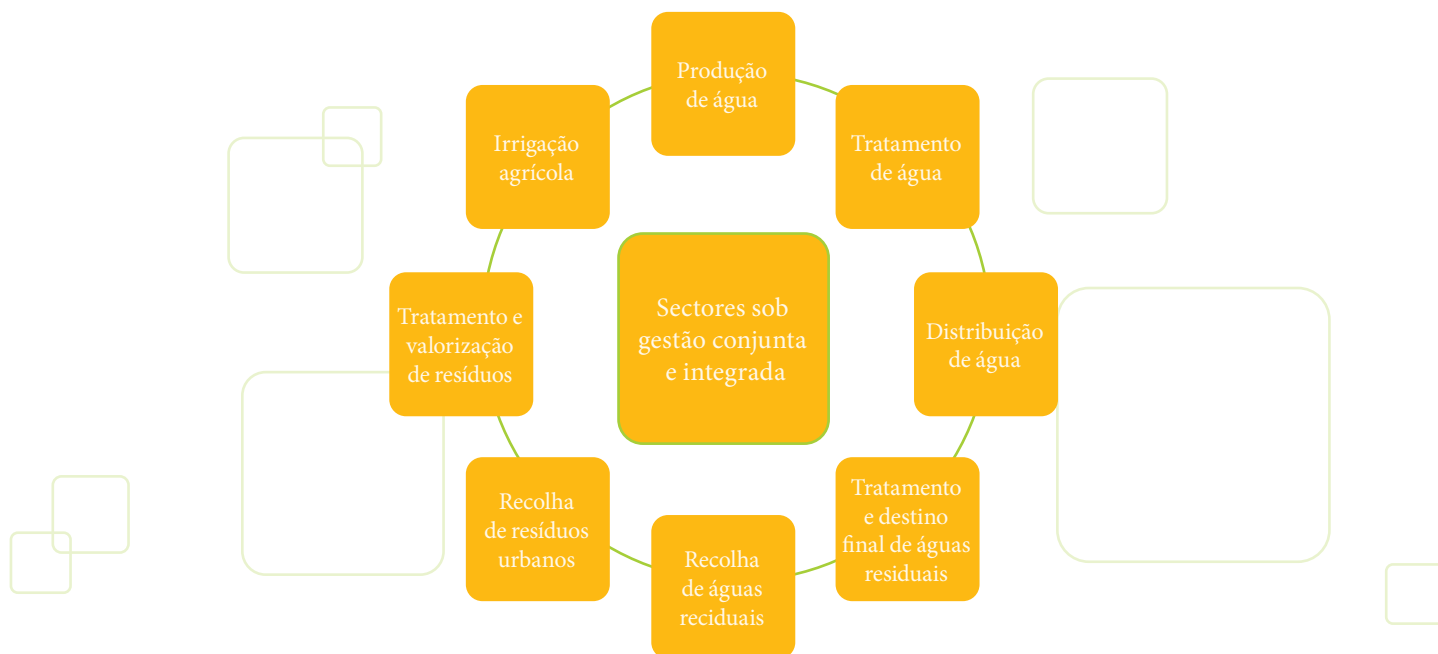 Produção
de água
Tratamento
de água
Distribuição
de água
Tratamento
e destino
final de águas
residuais
Recolha
de águas
reciduais
Recolha
de resíduos
urbanos
Tratamento e
valorização
de resíduos
Irrigação
agrícola
Sectores sob
gestão conjunta
e integrada